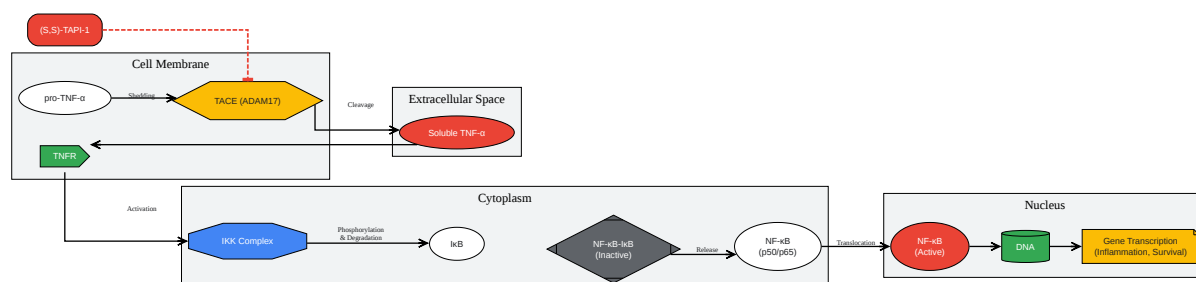 (S,S)-TAPI-1
Cell Membrane
pro-TNF-α
Shedding
TACE (ADAM17)
Cleavage
Extracellular Space
Soluble TNF-α
TNFR
Activation
Cytoplasm
IKK Complex
Phosphorylation
& Degradation
IκB
NF-κB-IκB
(Inactive)
Release
NF-κB
(p50/p65)
Translocation
Nucleus
NF-κB
(Active)
DNA
Gene Transcription
(Inflammation, Survival)